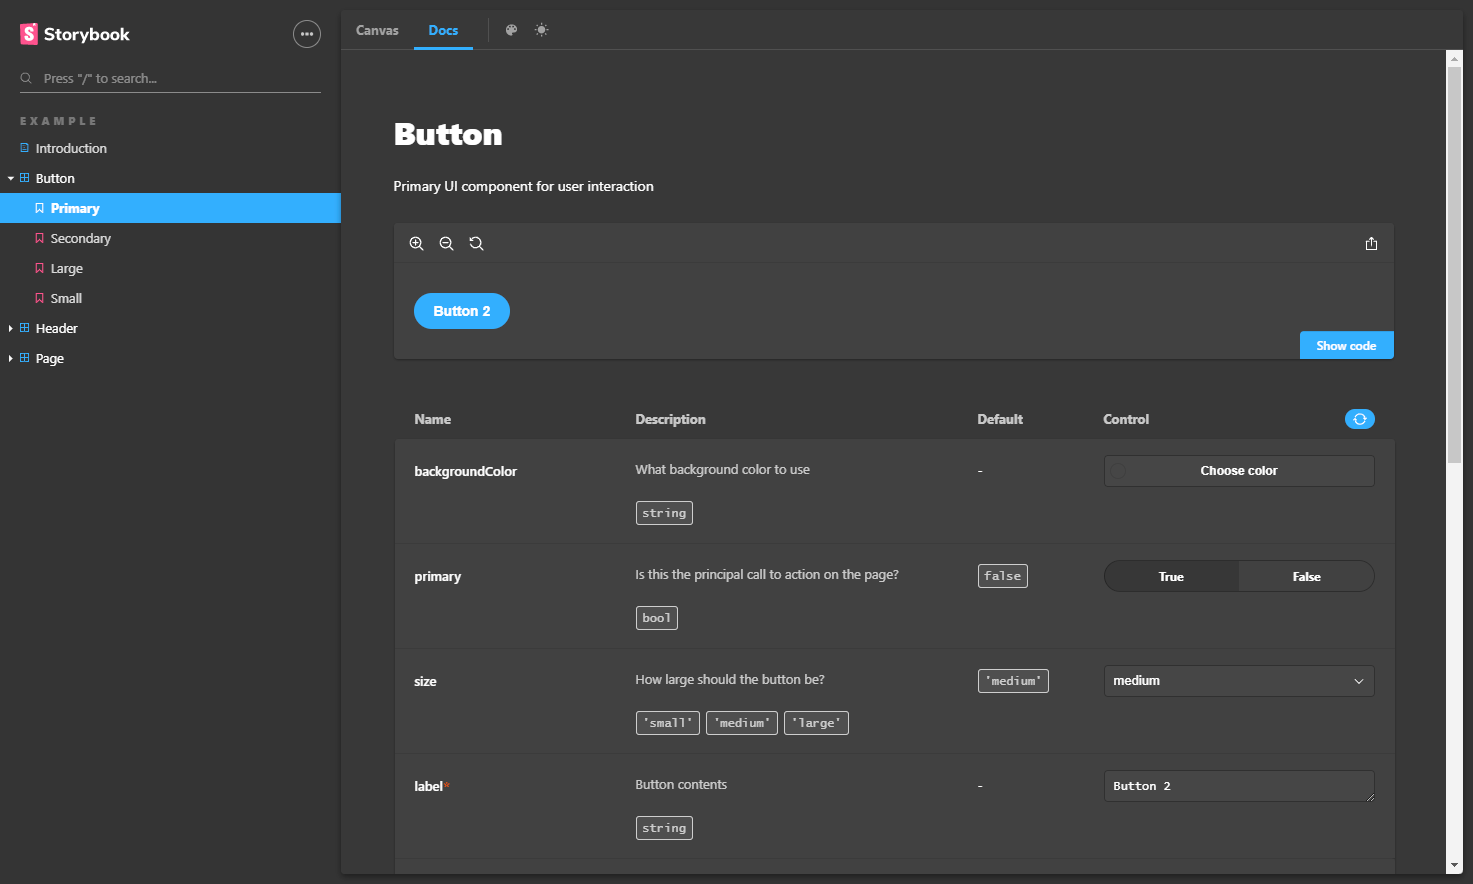 Storybook
Press "/" to search...
EXAMPLE
Introduction
Button
Primary
Secondary
Large
Small
Header
Page
Canvas Docs
Button
Primary UI component for user interaction
Button 2
Show code
Name Description Default Control
backgroundColor What background color to use - Choose color
string
primary Is this the principal call to action on the page? false True False
bool
size How large should the button be? 'medium' medium
'small' 'medium' 'large'
label* Button contents - Button 2
string